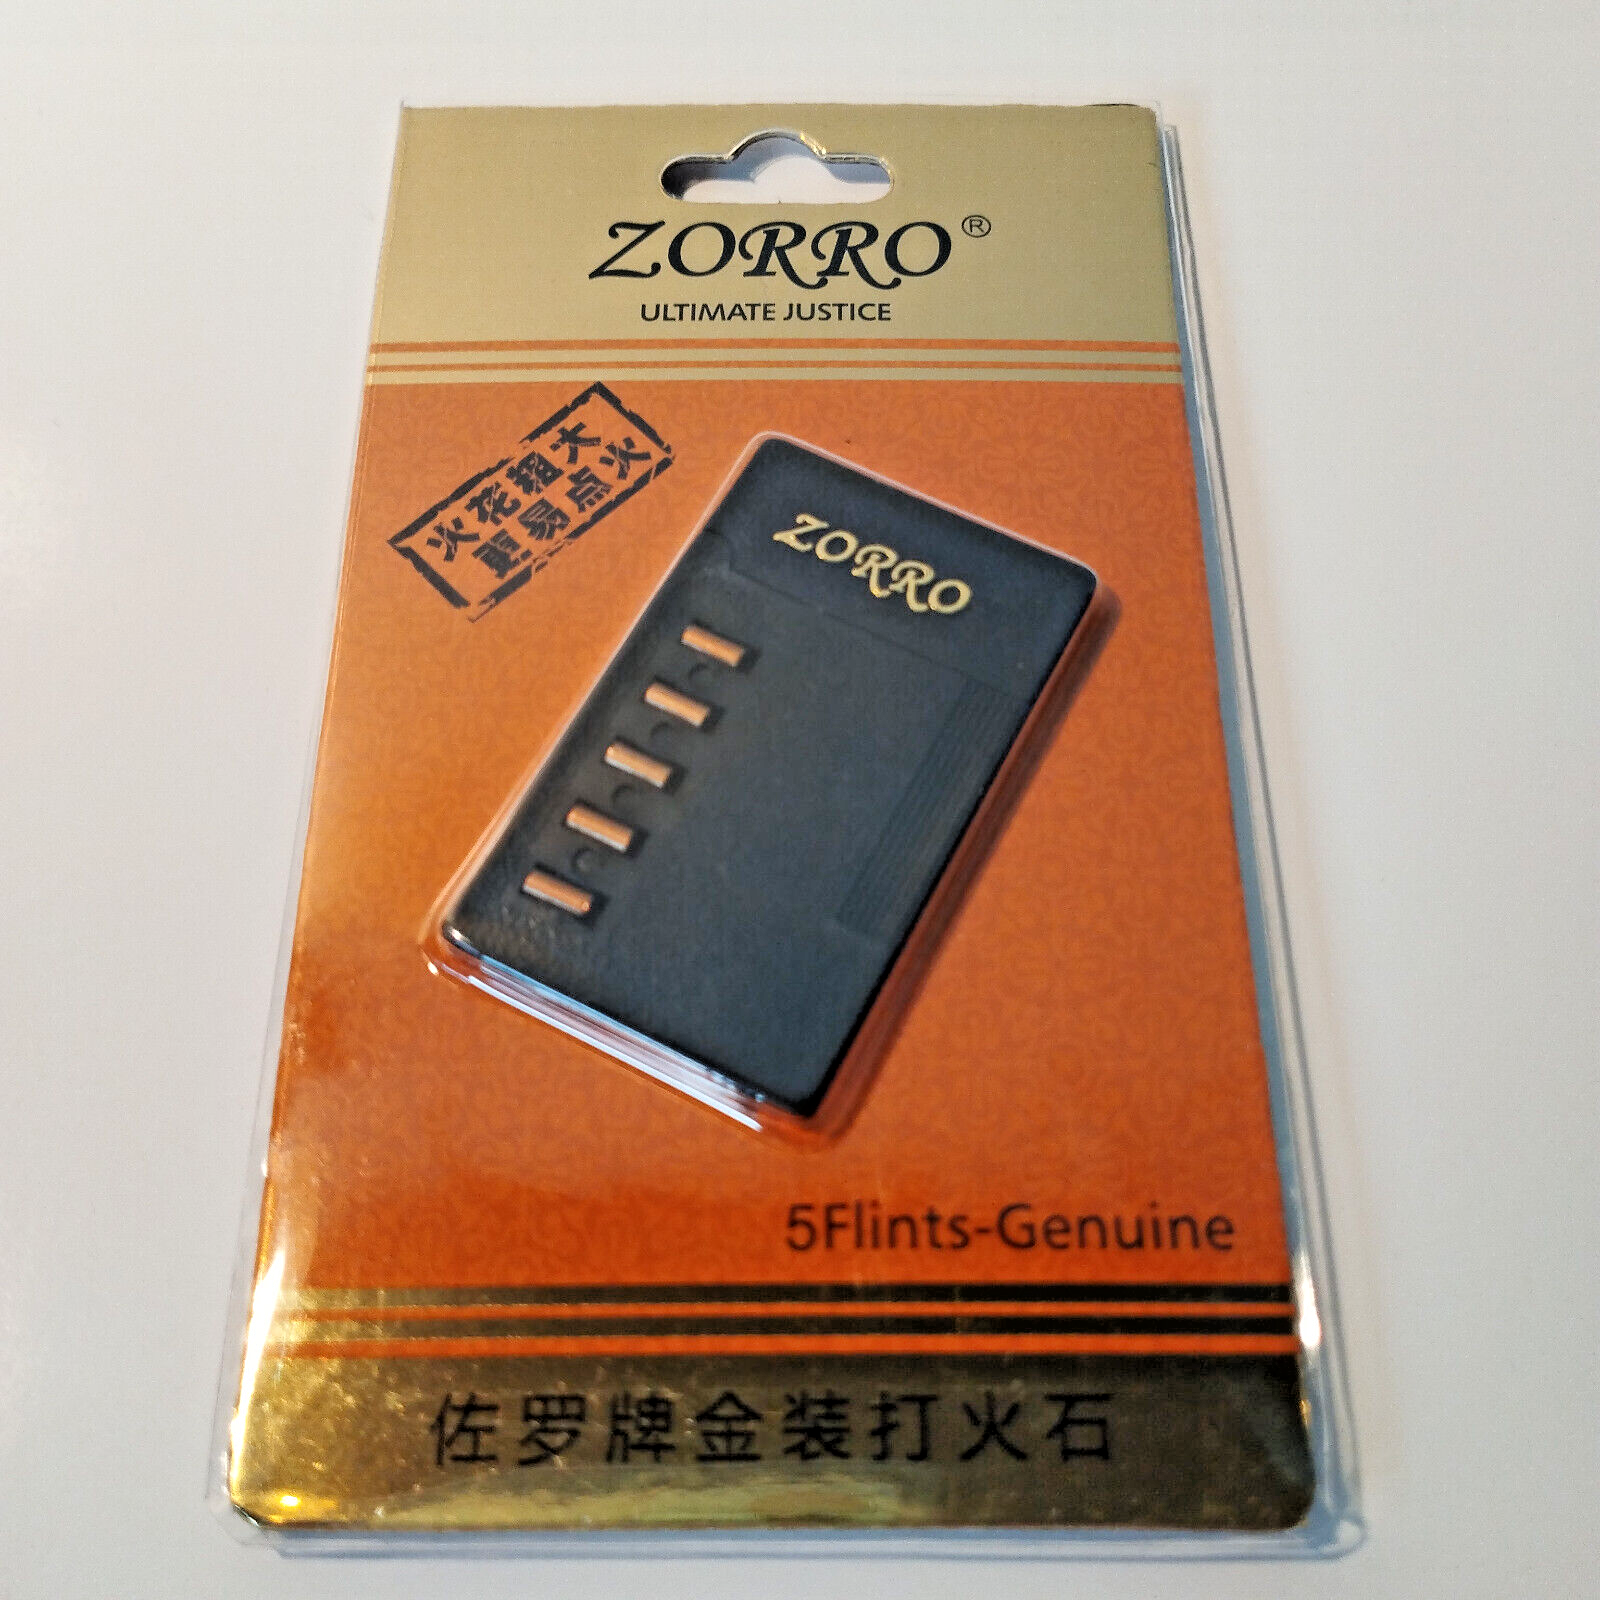 ZORRO®
ULTIMATE JUSTICE
火花粗大
更易点火
ZORRO
5Flints-Genuine
佐罗牌金装打火石